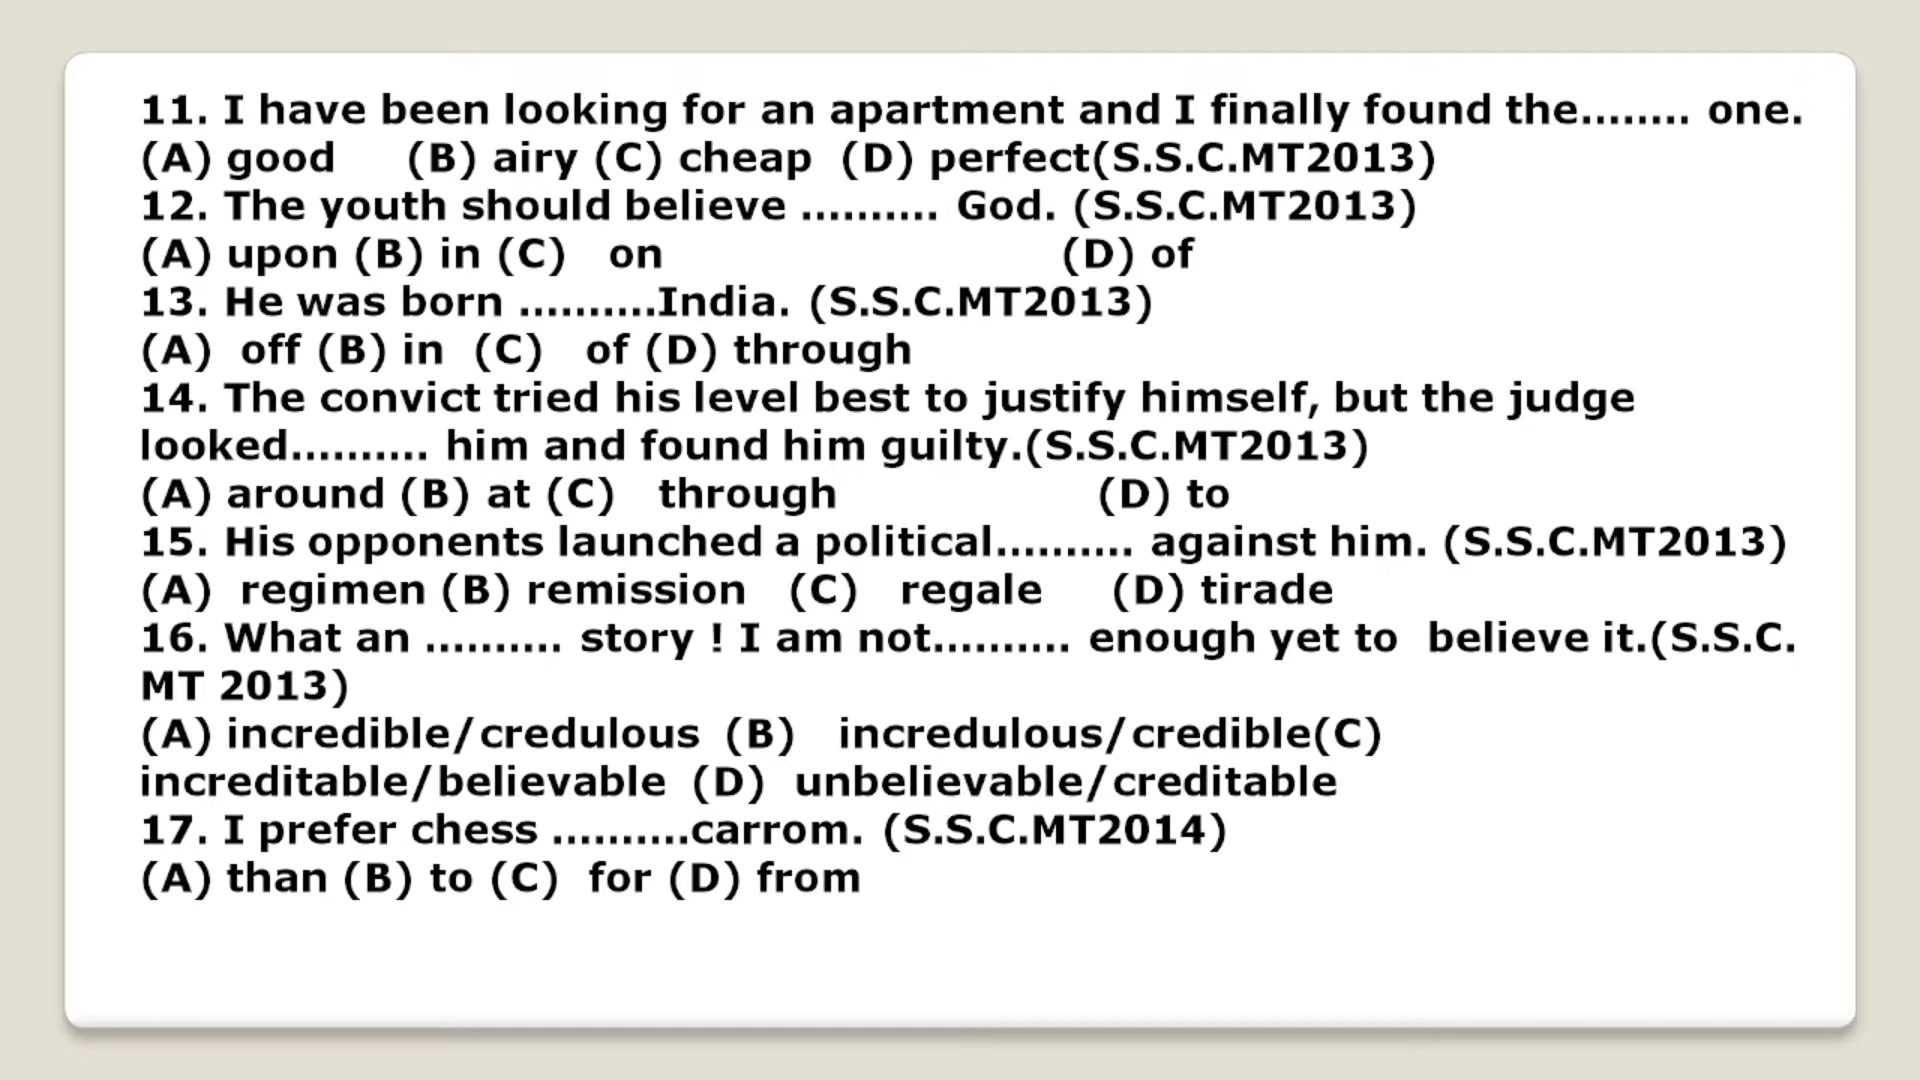 11. I have been looking for an apartment and I finally found the........ one.
(A) good (B) airy (C) cheap (D) perfect(S.S.C.MT2013)
12. The youth should believe .......... God. (S.S.C.MT2013)
(A) upon (B) in (C) on (D) of
13. He was born ..........India. (S.S.C.MT2013)
(A) off (B) in (C) of (D) through
14. The convict tried his level best to justify himself, but the judge
looked.......... him and found him guilty.(S.S.C.MT2013)
(A) around (B) at (C) through (D) to
15. His opponents launched a political.......... against him. (S.S.C.MT2013)
(A) regimen (B) remission (C) regale (D) tirade
16. What an .......... story ! I am not.......... enough yet to believe it.(S.S.C.
MT 2013)
(A) incredible/credulous (B) incredulous/credible(C)
increditable/believable (D) unbelievable/creditable
17. I prefer chess ..........carrom. (S.S.C.MT2014)
(A) than (B) to (C) for (D) from